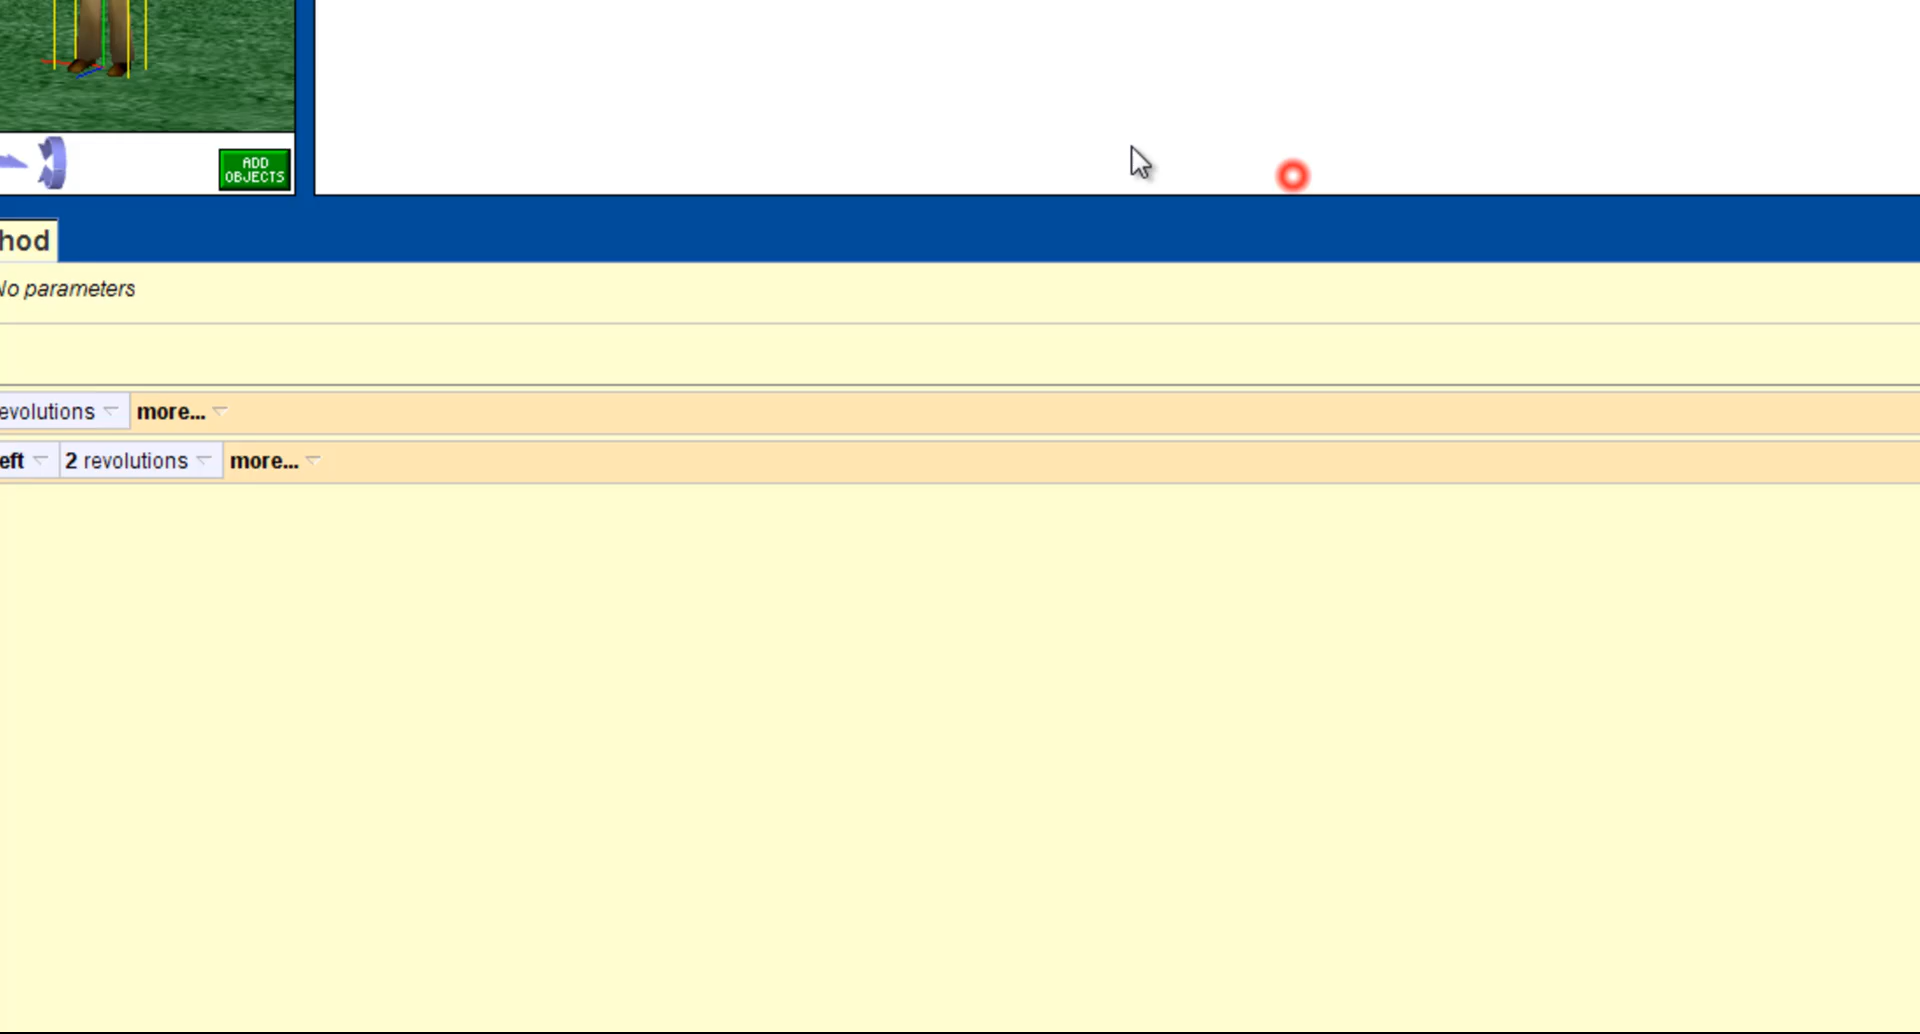 ADD
OBJECTS
hod
No parameters
evolutions more...
eft 2 revolutions more...